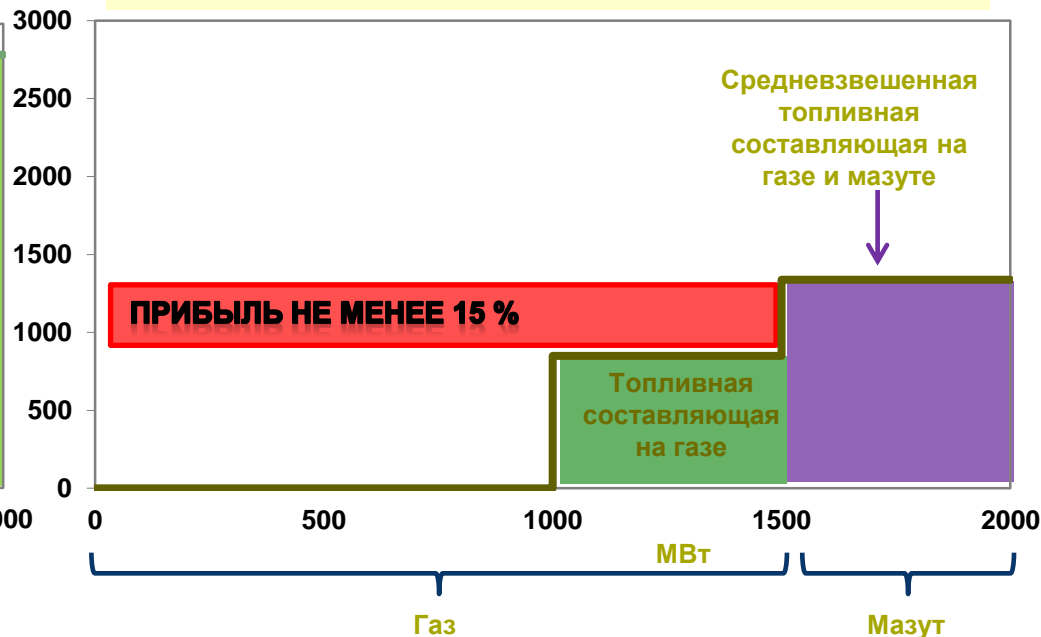 3000
2500
2000
1500
1000
500
0
Средневзвешенная
топливная
составляющая на
газе и мазуте
ПРИБЫЛЬ НЕ МЕНЕЕ 15 %
Топливная
составляющая
на газе
0 500 1000 1500 2000
МВт
Газ Мазут